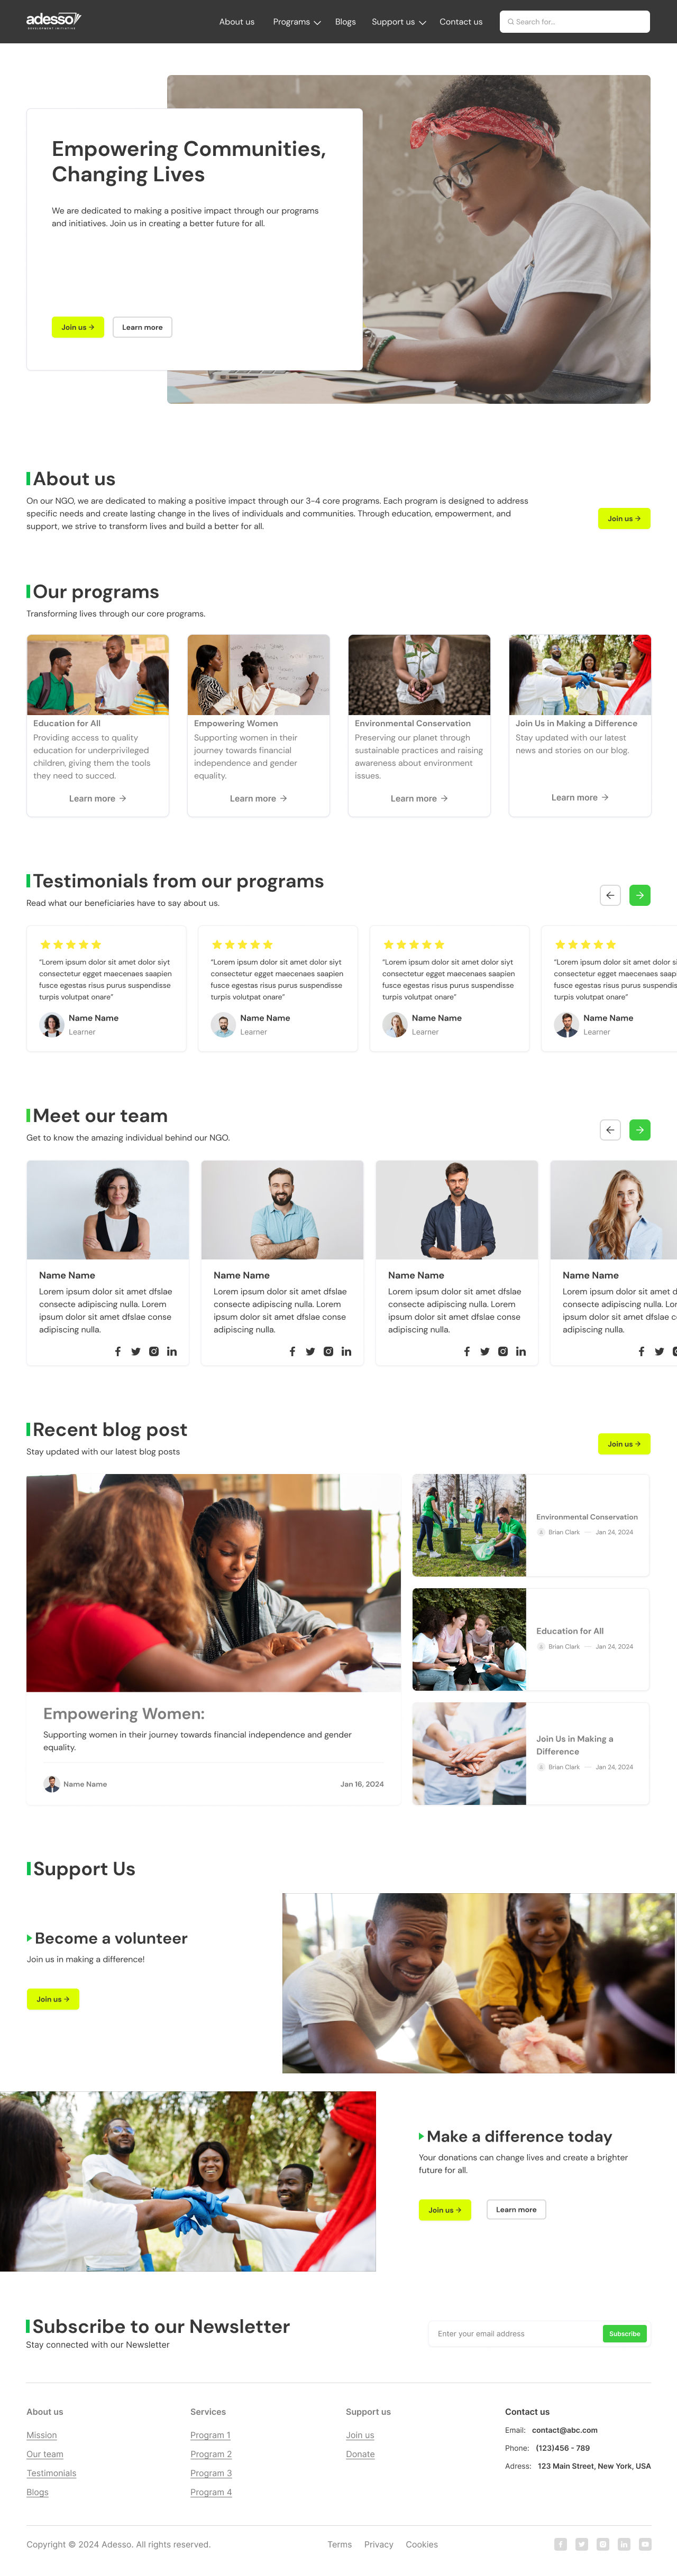 adesso
DEVELOPMENT INITIATIVE
About us
Programs
Blogs
Support us
Contact us
Search for...
Empowering Communities,
Changing Lives
We are dedicated to making a positive impact through our programs
and initiatives. Join us in creating a better future for all.
Join us →
Learn more
About us
On our NGO, we are dedicated to making a positive impact through our 3-4 core programs. Each program is designed to address
specific needs and create lasting change in the lives of individuals and communities. Through education, empowerment, and
support, we strive to transform lives and build a better for all.
Join us →
Our programs
Transforming lives through our core programs.
Education for All
Providing access to quality
education for underprivileged
children, giving them the tools
they need to succed.
Learn more →
Empowering Women
Supporting women in their
journey towards financial
independence and gender
equality.
Learn more →
Environmental Conservation
Preserving our planet through
sustainable practices and raising
awareness about environment
issues.
Learn more →
Join Us in Making a Difference
Stay updated with our latest
news and stories on our blog.
Learn more →
Testimonials from our programs
Read what our beneficiaries have to say about us.
“Lorem ipsum dolor sit amet dolor siyt
consectetur egget maecenaes saapien
fusce egestas risus purus suspendisse
turpis volutpat onare”
Name Name
Learner
“Lorem ipsum dolor sit amet dolor siyt
consectetur egget maecenaes saapien
fusce egestas risus purus suspendisse
turpis volutpat onare”
Name Name
Learner
“Lorem ipsum dolor sit amet dolor siyt
consectetur egget maecenaes saapien
fusce egestas risus purus suspendisse
turpis volutpat onare”
Name Name
Learner
“Lorem ipsum dolor sit amet dolor si
consectetur egget maecenaes saap
fusce egestas risus purus suspendis
turpis volutpat onare”
Name Name
Learner
Meet our team
Get to know the amazing individual behind our NGO.
Name Name
Lorem ipsum dolor sit amet dfslae
consecte adipiscing nulla. Lorem
ipsum dolor sit amet dfslae conse
adipiscing nulla.
Name Name
Lorem ipsum dolor sit amet dfslae
consecte adipiscing nulla. Lorem
ipsum dolor sit amet dfslae conse
adipiscing nulla.
Name Name
Lorem ipsum dolor sit amet dfslae
consecte adipiscing nulla. Lorem
ipsum dolor sit amet dfslae conse
adipiscing nulla.
Name Name
Lorem ipsum dolor sit amet d
consecte adipiscing nulla. Lor
ipsum dolor sit amet dfslae c
adipiscing nulla.
Recent blog post
Stay updated with our latest blog posts
Join us →
Empowering Women:
Supporting women in their journey towards financial independence and gender
equality.
Name Name
Jan 16, 2024
Environmental Conservation
Brian Clark — Jan 24, 2024
Education for All
Brian Clark — Jan 24, 2024
Join Us in Making a
Difference
Brian Clark — Jan 24, 2024
Support Us
Become a volunteer
Join us in making a difference!
Join us →
Make a difference today
Your donations can change lives and create a brighter
future for all.
Join us →
Learn more
Subscribe to our Newsletter
Stay connected with our Newsletter
Enter your email address
Subscribe
About us
Mission
Our team
Testimonials
Blogs
Services
Program 1
Program 2
Program 3
Program 4
Support us
Join us
Donate
Contact us
Email: contact@abc.com
Phone: (123)456 - 789
Adress: 123 Main Street, New York, USA
Copyright © 2024 Adesso. All rights reserved.
Terms
Privacy
Cookies